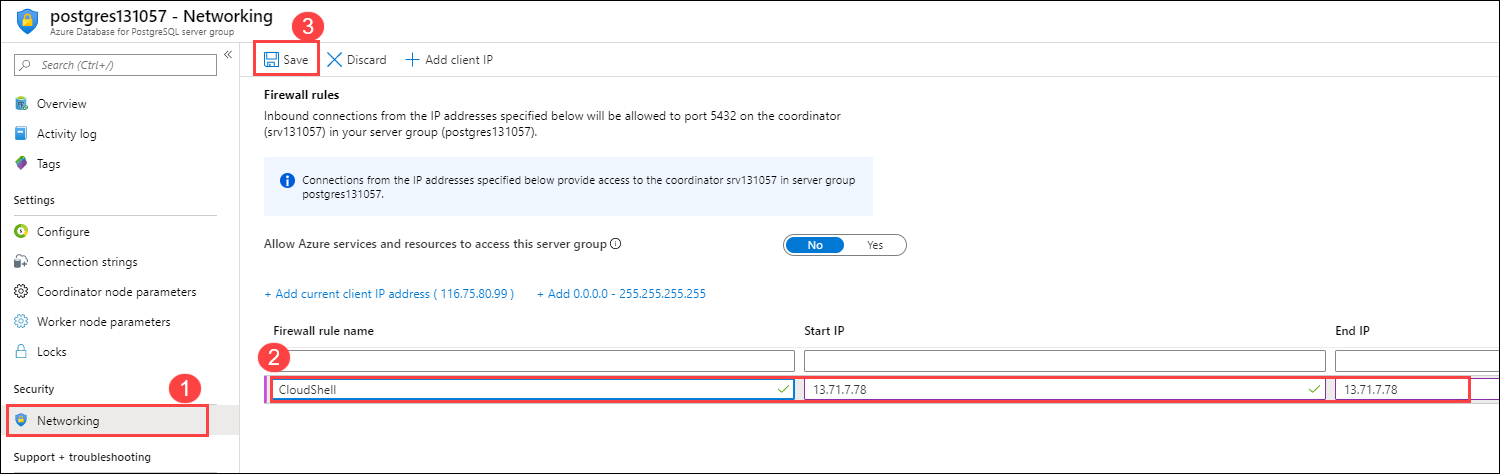 postgres131057 - Networking
Azure Database for PostgreSQL server group
3
Search (Ctrl+/)
«
Save
Discard
Add client IP
Overview
Activity log
Tags
Settings
Configure
Connection strings
Coordinator node parameters
Worker node parameters
Locks
Security
1
Networking
Support + troubleshooting
Firewall rules
Inbound connections from the IP addresses specified below will be allowed to port 5432 on the coordinator
(srv131057) in your server group (postgres131057).
Connections from the IP addresses specified below provide access to the coordinator srv131057 in server group
postgres131057.
Allow Azure services and resources to access this server group
No Yes
+ Add current client IP address ( 116.75.80.99 ) + Add 0.0.0.0 - 255.255.255.255
Firewall rule name Start IP End IP
2
CloudShell 13.71.7.78 13.71.7.78